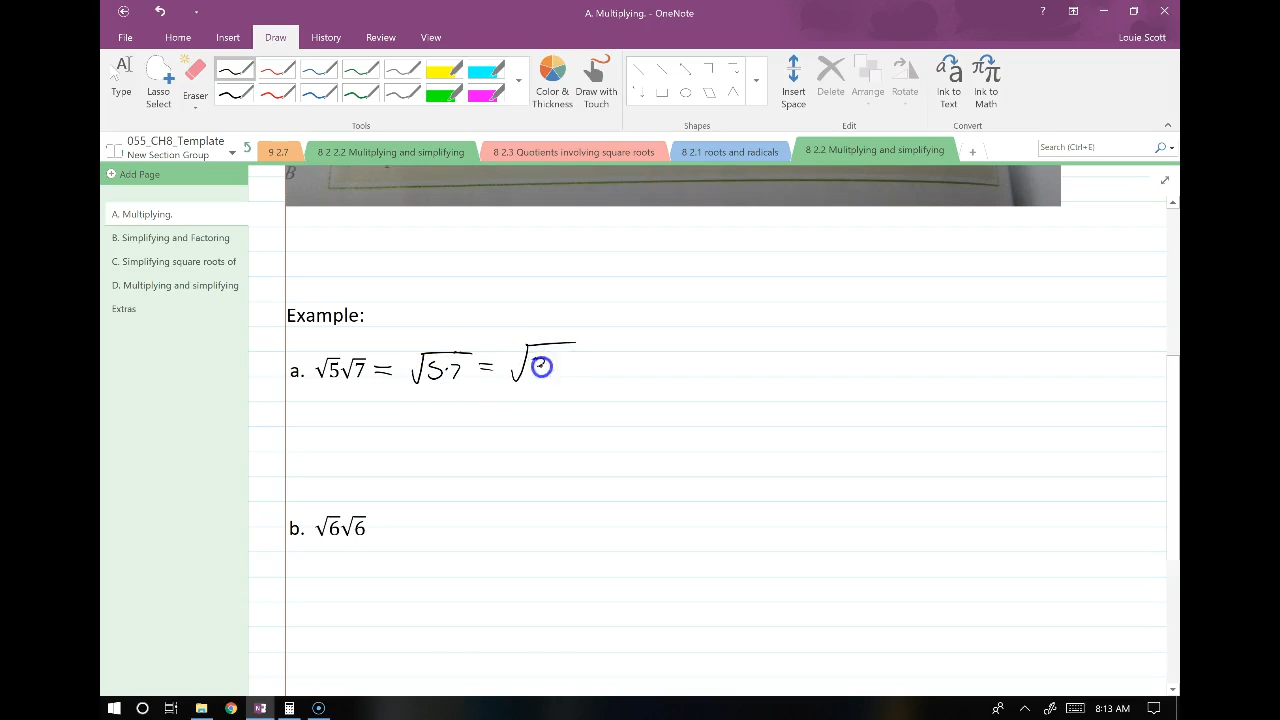 A. Multiplying. - OneNote
?
File Home Insert Draw History Review View Louie Scott
Type Lasso Select Eraser Color & Thickness Draw with Touch Insert Space Delete Arrange Rotate Ink to Text Ink to Math
Tools Shapes Edit Convert
055_CH8_Template
New Section Group
9 2.7 8 2 2.2 Mulitplying and simplifying 8 2.3 Quotients involving square roots 8 2.1 roots and radicals 8 2.2 Mulitplying and simplifying Search (Ctrl+E)
Add Page
A. Multiplying.
B. Simplifying and Factoring
C. Simplifying square roots of
D. Multiplying and simplifying
Extras
B
Example:
a. √5√7 = √5·7 = √
b. √6√6
8:13 AM